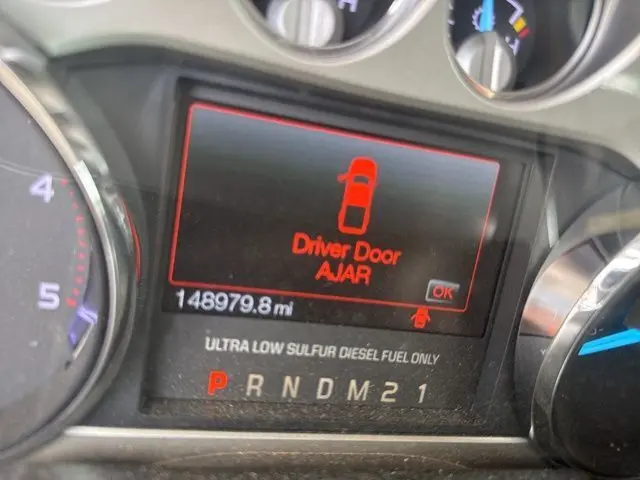 H
4
5
Driver Door
AJAR
OK
148979.8 mi
ULTRA LOW SULFUR DIESEL FUEL ONLY
P R N D M 2 1